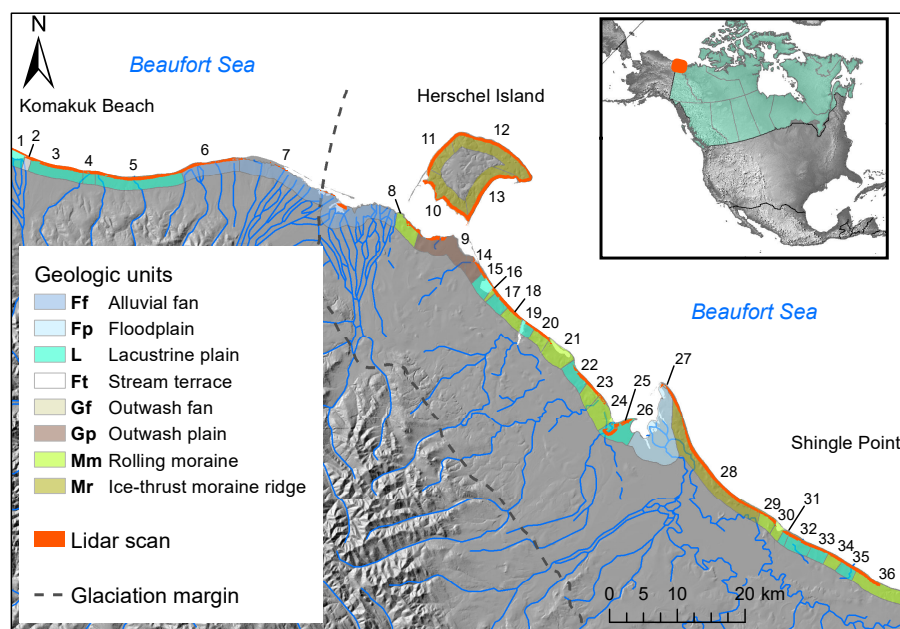 N
Beaufort Sea
Komakuk Beach
Herschel Island
1
2
3
4
5
6
7
8
9
10
11
12
13
14
15
16
17
18
19
20
21
22
23
24
25
26
27
28
29
30
31
32
33
34
35
36
Beaufort Sea
Shingle Point
Geologic units
Ff Alluvial fan
Fp Floodplain
L Lacustrine plain
Ft Stream terrace
Gf Outwash fan
Gp Outwash plain
Mm Rolling moraine
Mr Ice-thrust moraine ridge
Lidar scan
Glaciation margin
0 5 10 20 km